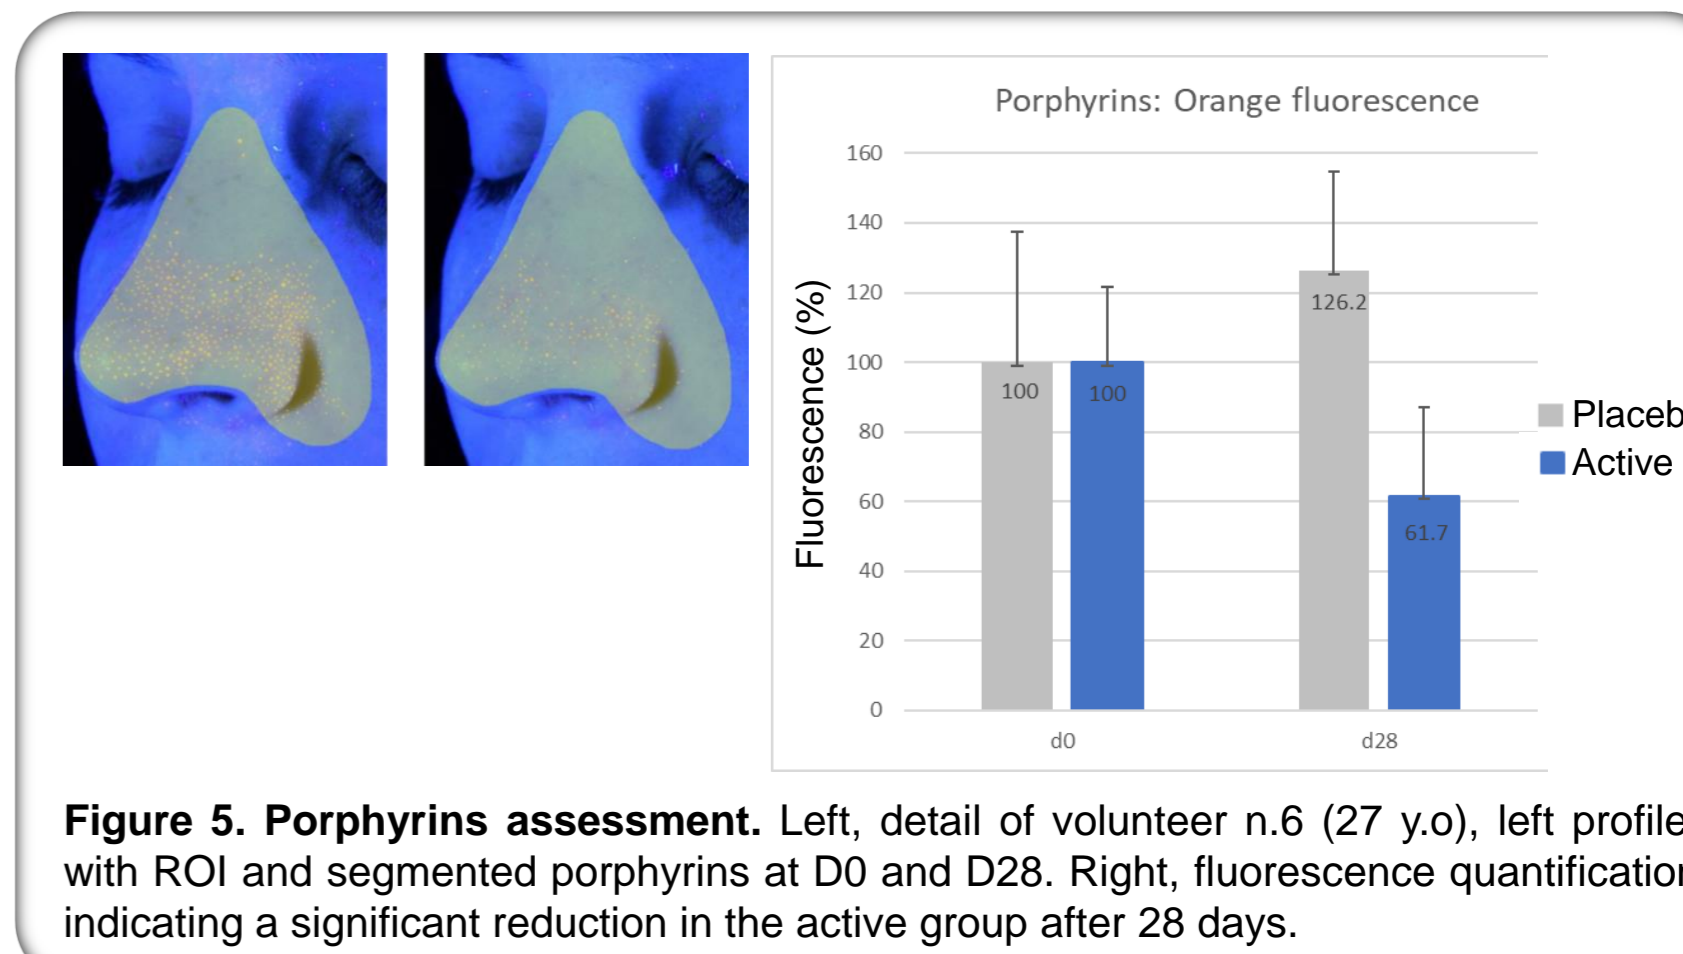 Porphyrins: Orange fluorescence
Fluorescence (%)
160
140
120
100
80
60
40
20
0
100
100
126.2
61.7
d0
d28
Placeb
Active
Figure 5. Porphyrins assessment. Left, detail of volunteer n.6 (27 y.o), left profile
with ROI and segmented porphyrins at D0 and D28. Right, fluorescence quantification
indicating a significant reduction in the active group after 28 days.